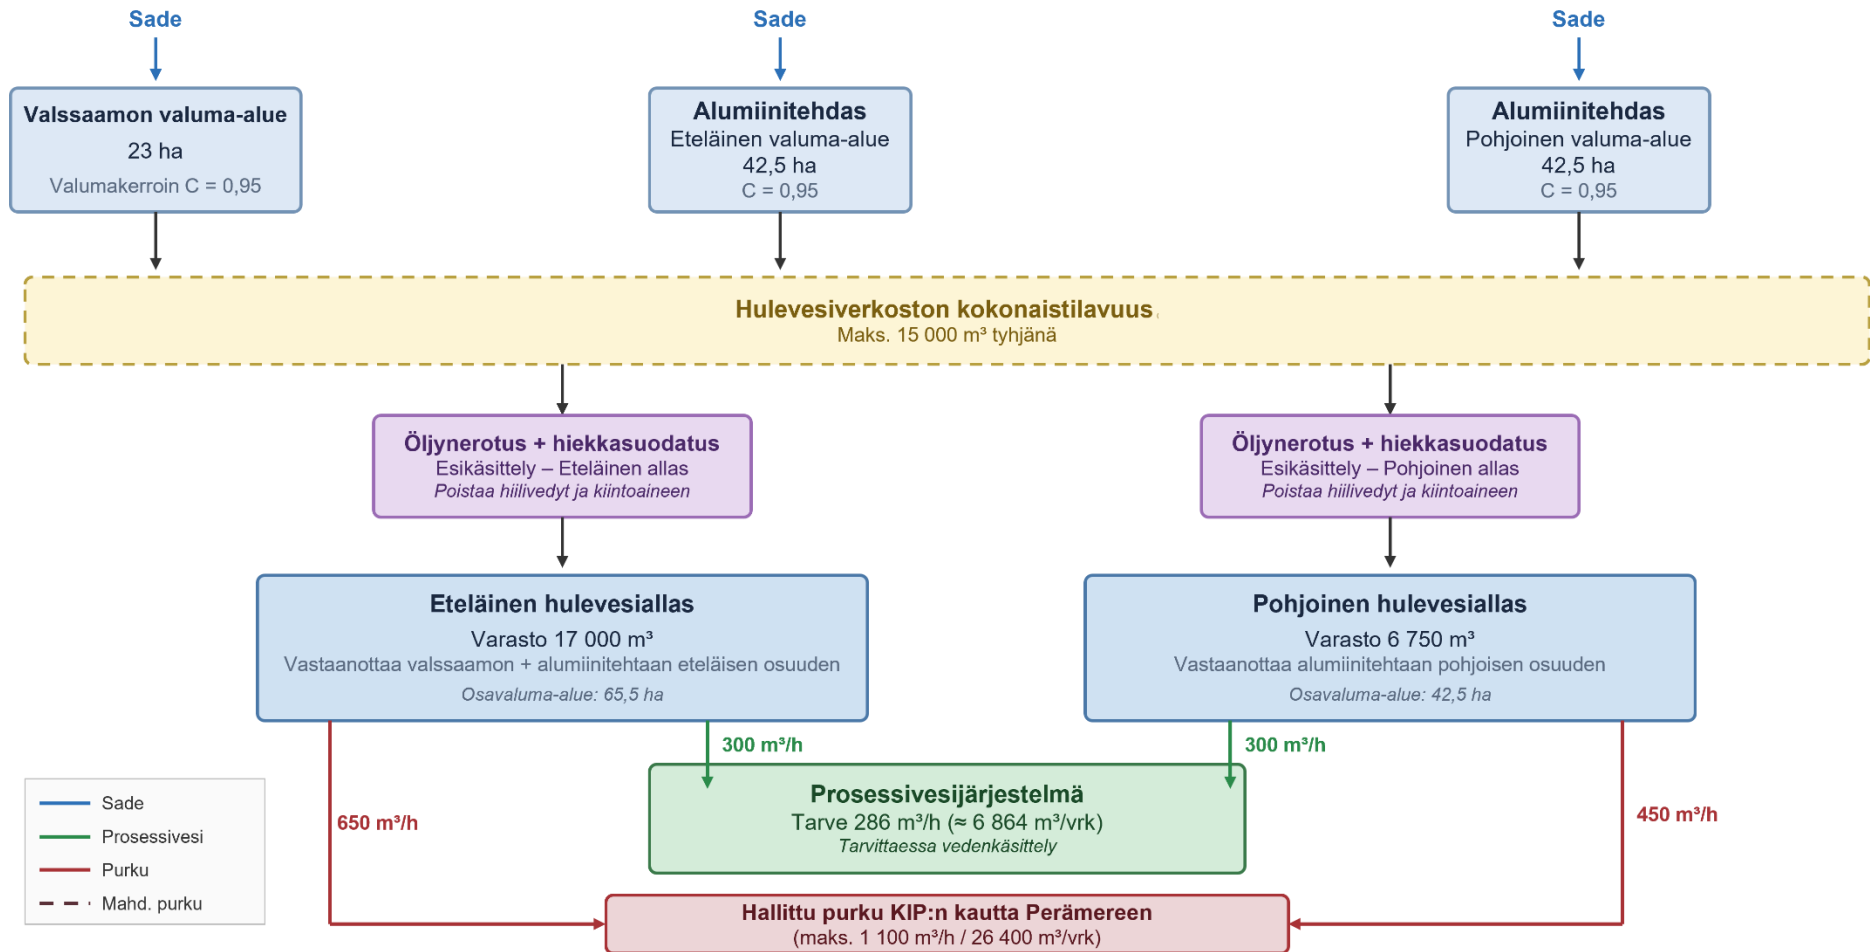 Sade
Sade
Sade
Valssaamon valuma-alue
23 ha
Valumakerroin C = 0,95
Alumiinitehdas
Eteläinen valuma-alue
42,5 ha
C = 0,95
Alumiinitehdas
Pohjoinen valuma-alue
42,5 ha
C = 0,95
Hulevesiverkoston kokonaistilavuus
Maks. 15 000 m³ tyhjänä
Öljynerotus + hiekkasuodatus
Esikäsittely – Eteläinen allas
Poistaa hiilivedyt ja kiintoaineen
Öljynerotus + hiekkasuodatus
Esikäsittely – Pohjoinen allas
Poistaa hiilivedyt ja kiintoaineen
Eteläinen hulevesiallas
Varasto 17 000 m³
Vastaanottaa valssaamon + alumiinitehtaan eteläisen osuuden
Osavaluma-alue: 65,5 ha
Pohjoinen hulevesiallas
Varasto 6 750 m³
Vastaanottaa alumiinitehtaan pohjoisen osuuden
Osavaluma-alue: 42,5 ha
300 m³/h
300 m³/h
650 m³/h
450 m³/h
Prosessivesijärjestelmä
Tarve 286 m³/h (≈ 6 864 m³/vrk)
Tarvittaessa vedenkäsittely
Hallittu purku KIP:n kautta Perämereen
(maks. 1 100 m³/h / 26 400 m³/vrk)
Sade
Prosessivesi
Purku
Mahd. purku